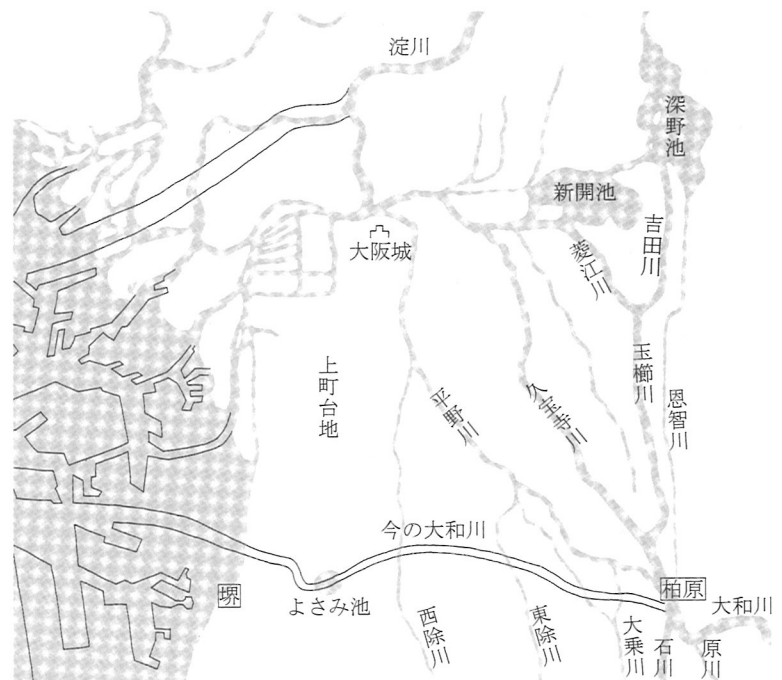 淀川
深野池
新開池
吉田川
菱江川
大阪城
上町台地
平野川
久宝寺川
玉櫛川
恩智川
今の大和川
よさみ池
堺
柏原
大和川
西除川
東除川
大乗川
石川
原川